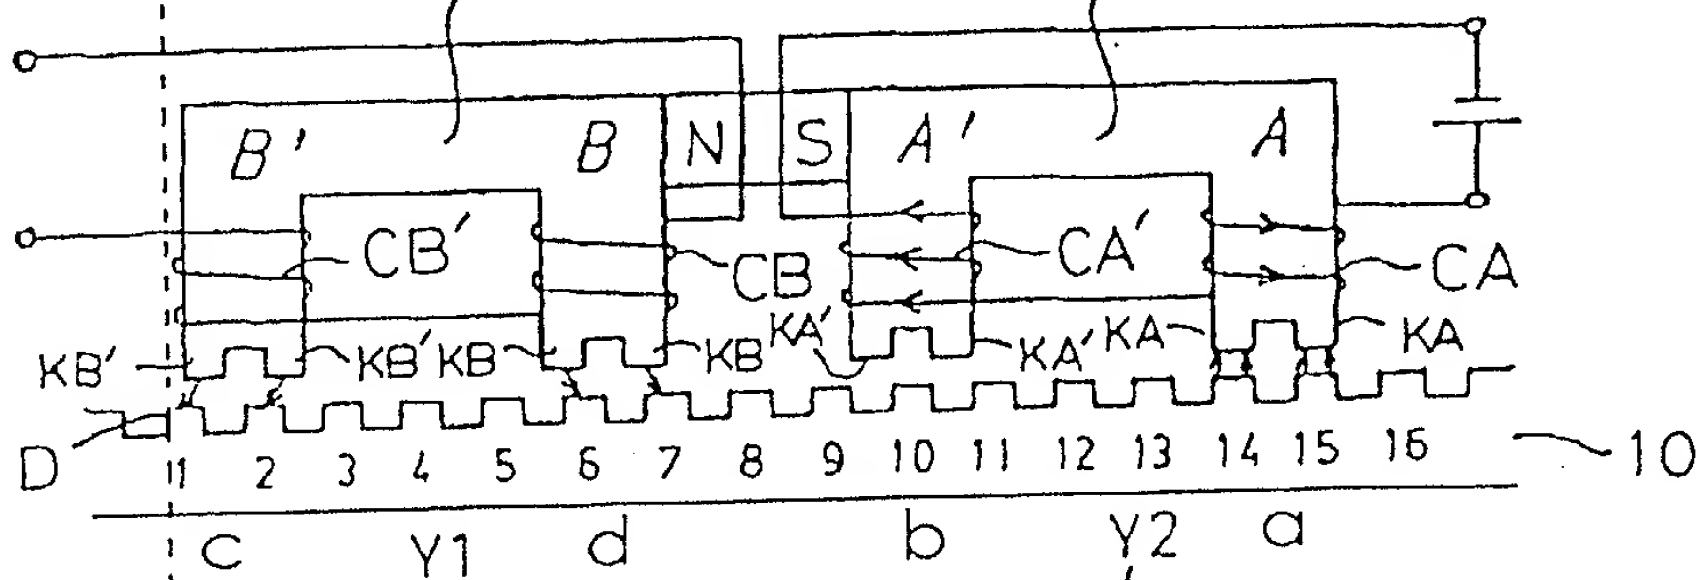 B' B N S A' A
CB' CB CA' CA
KB' KB' KB KB KA' KA' KA KA
D 1 2 3 4 5 6 7 8 9 10 11 12 13 14 15 16 10
c Y1 d b Y2 a